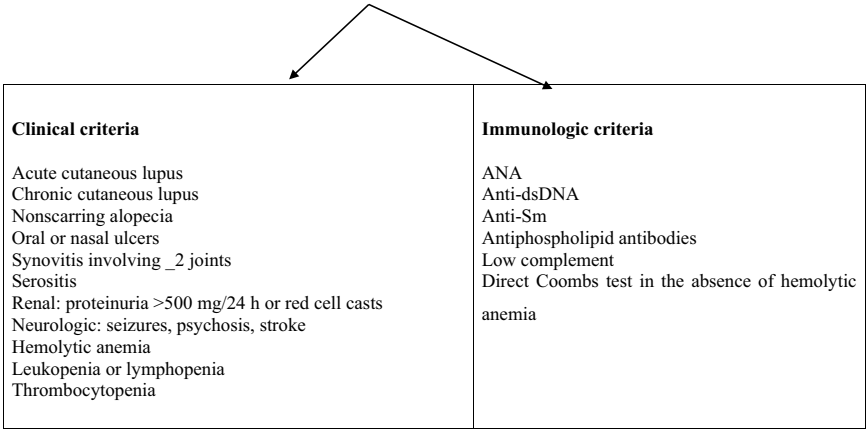 Clinical criteria
Acute cutaneous lupus
Chronic cutaneous lupus
Nonscarring alopecia
Oral or nasal ulcers
Synovitis involving _2 joints
Serositis
Renal: proteinuria >500 mg/24 h or red cell casts
Neurologic: seizures, psychosis, stroke
Hemolytic anemia
Leukopenia or lymphopenia
Thrombocytopenia
Immunologic criteria
ANA
Anti-dsDNA
Anti-Sm
Antiphospholipid antibodies
Low complement
Direct Coombs test in the absence of hemolytic
anemia